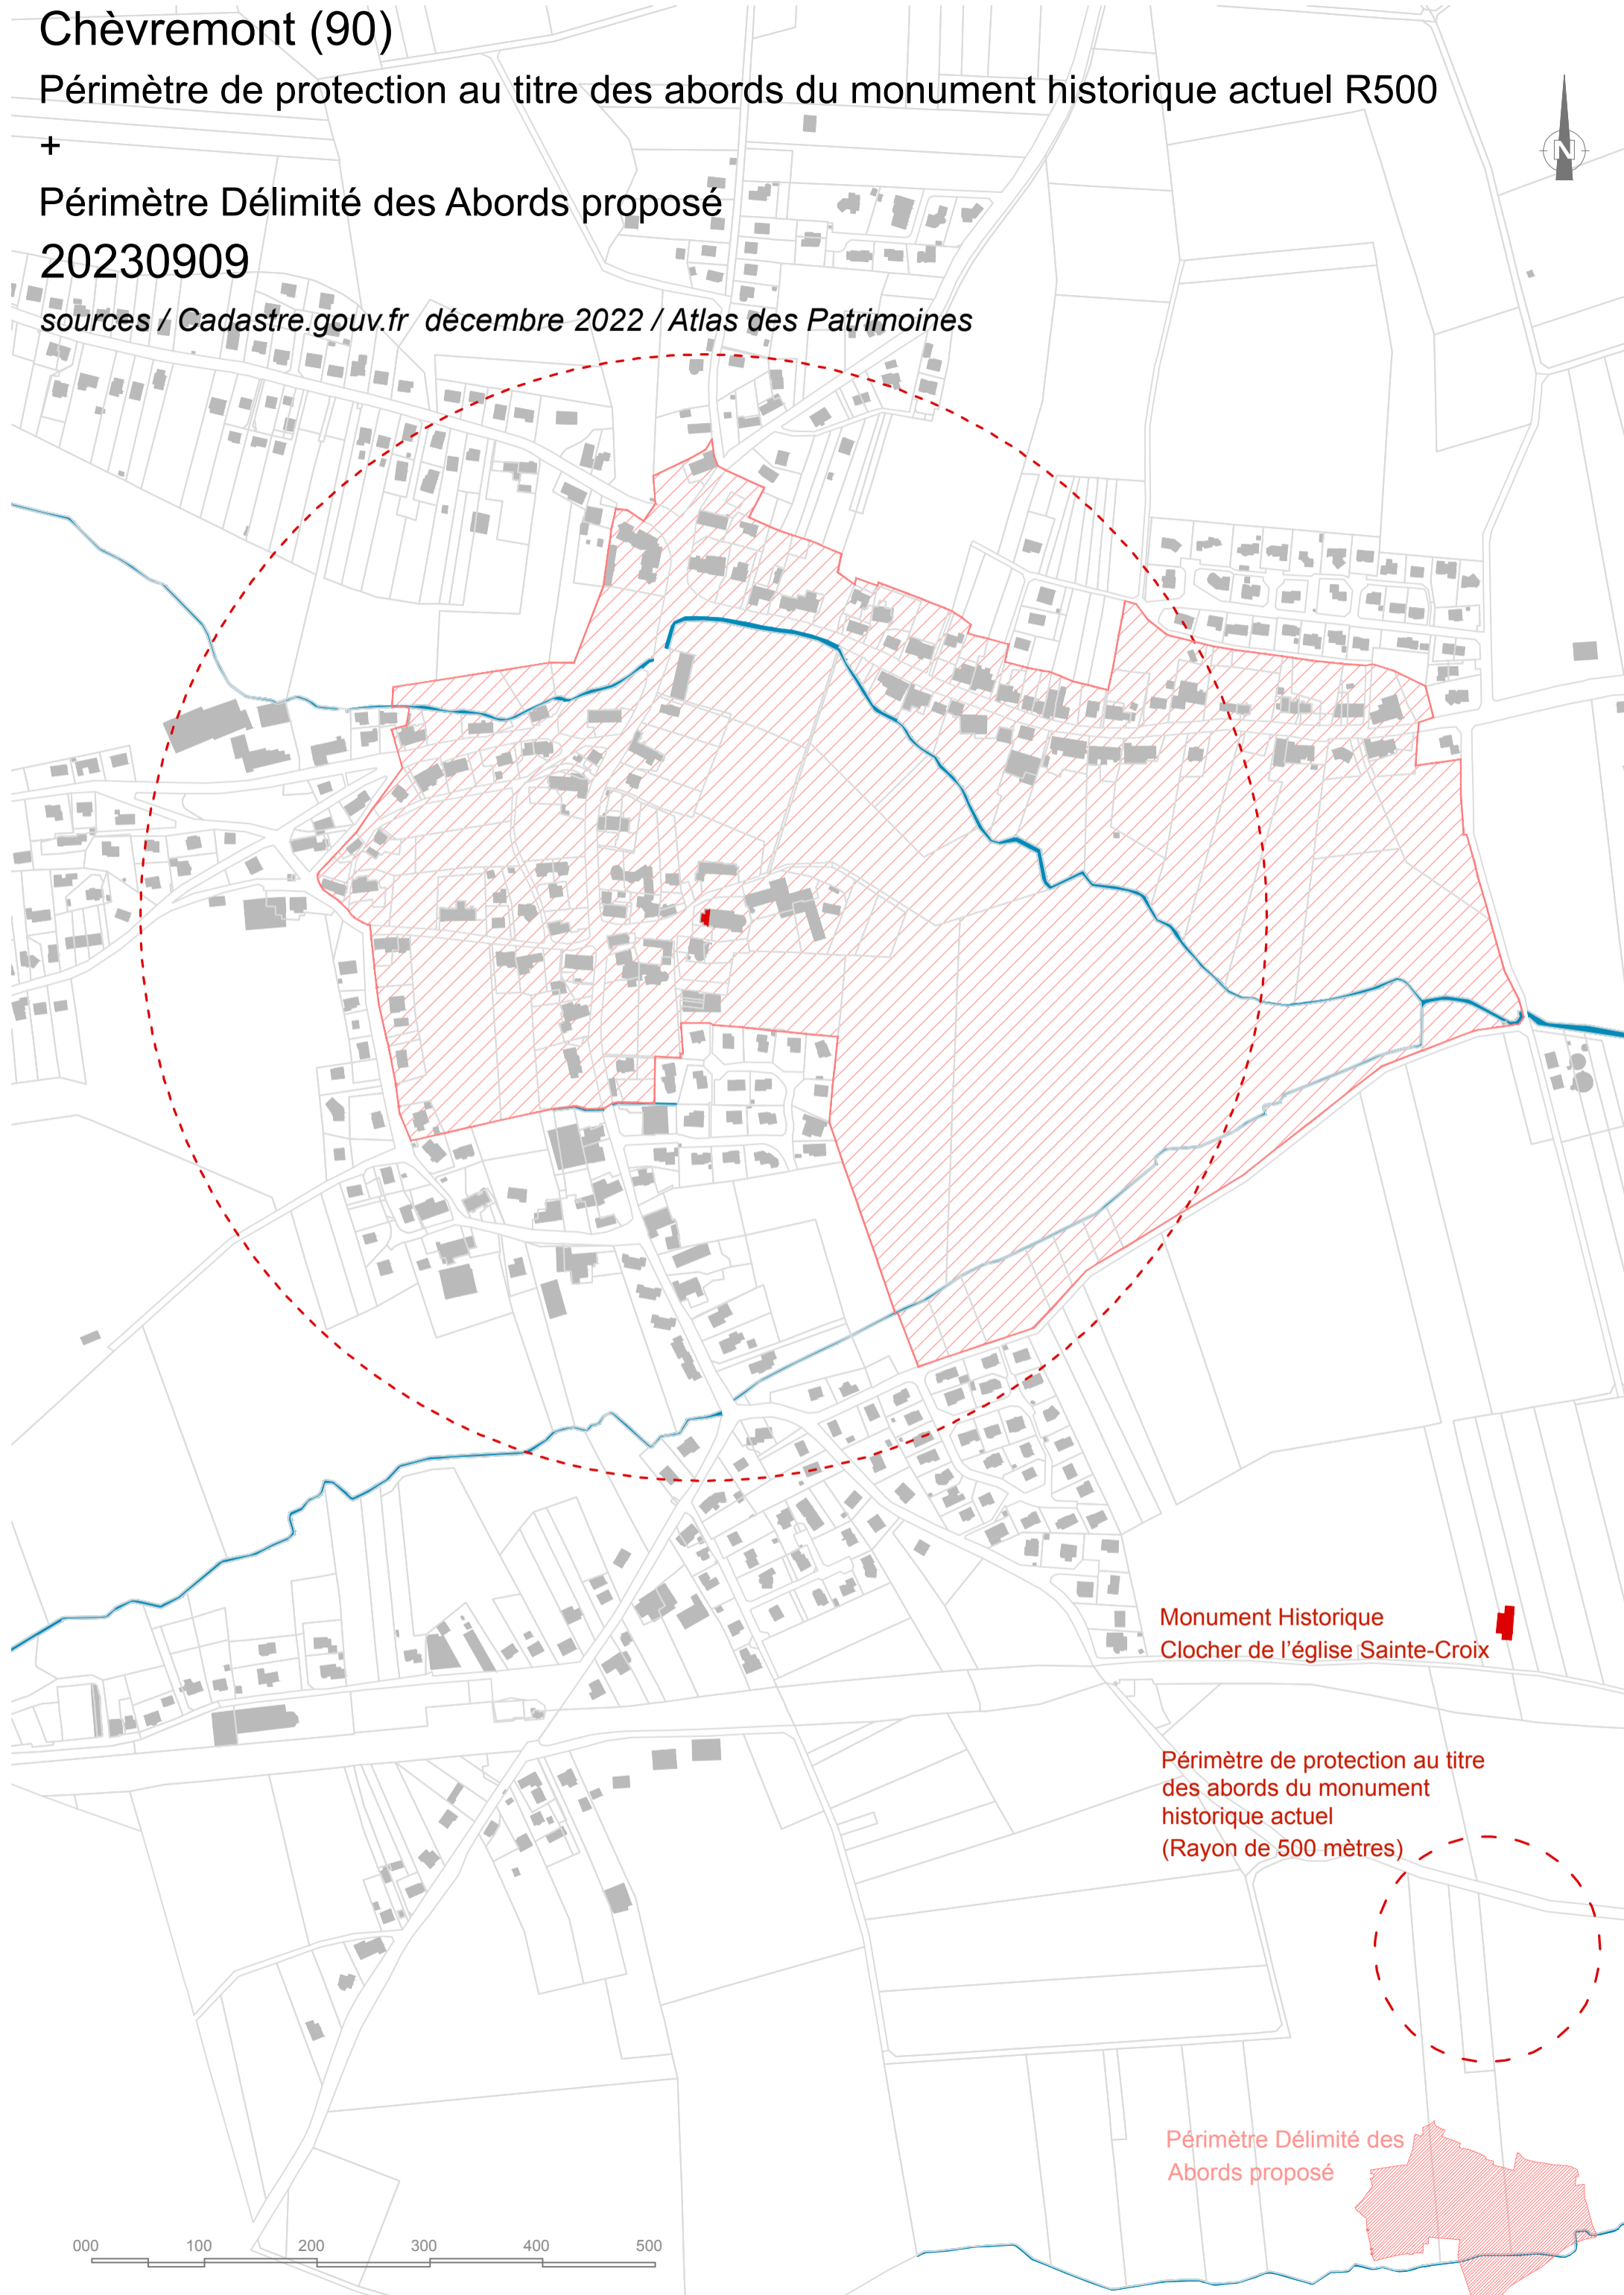 Chèvremont (90)
Périmètre de protection au titre des abords du monument historique actuel R500
+
Périmètre Délimité des Abords proposé
20230909
sources / Cadastre.gouv.fr décembre 2022 / Atlas des Patrimoines
N
Monument Historique
Clocher de l'église Sainte-Croix
Périmètre de protection au titre
des abords du monument
historique actuel
(Rayon de 500 mètres)
Périmètre Délimité des
Abords proposé
000 100 200 300 400 500